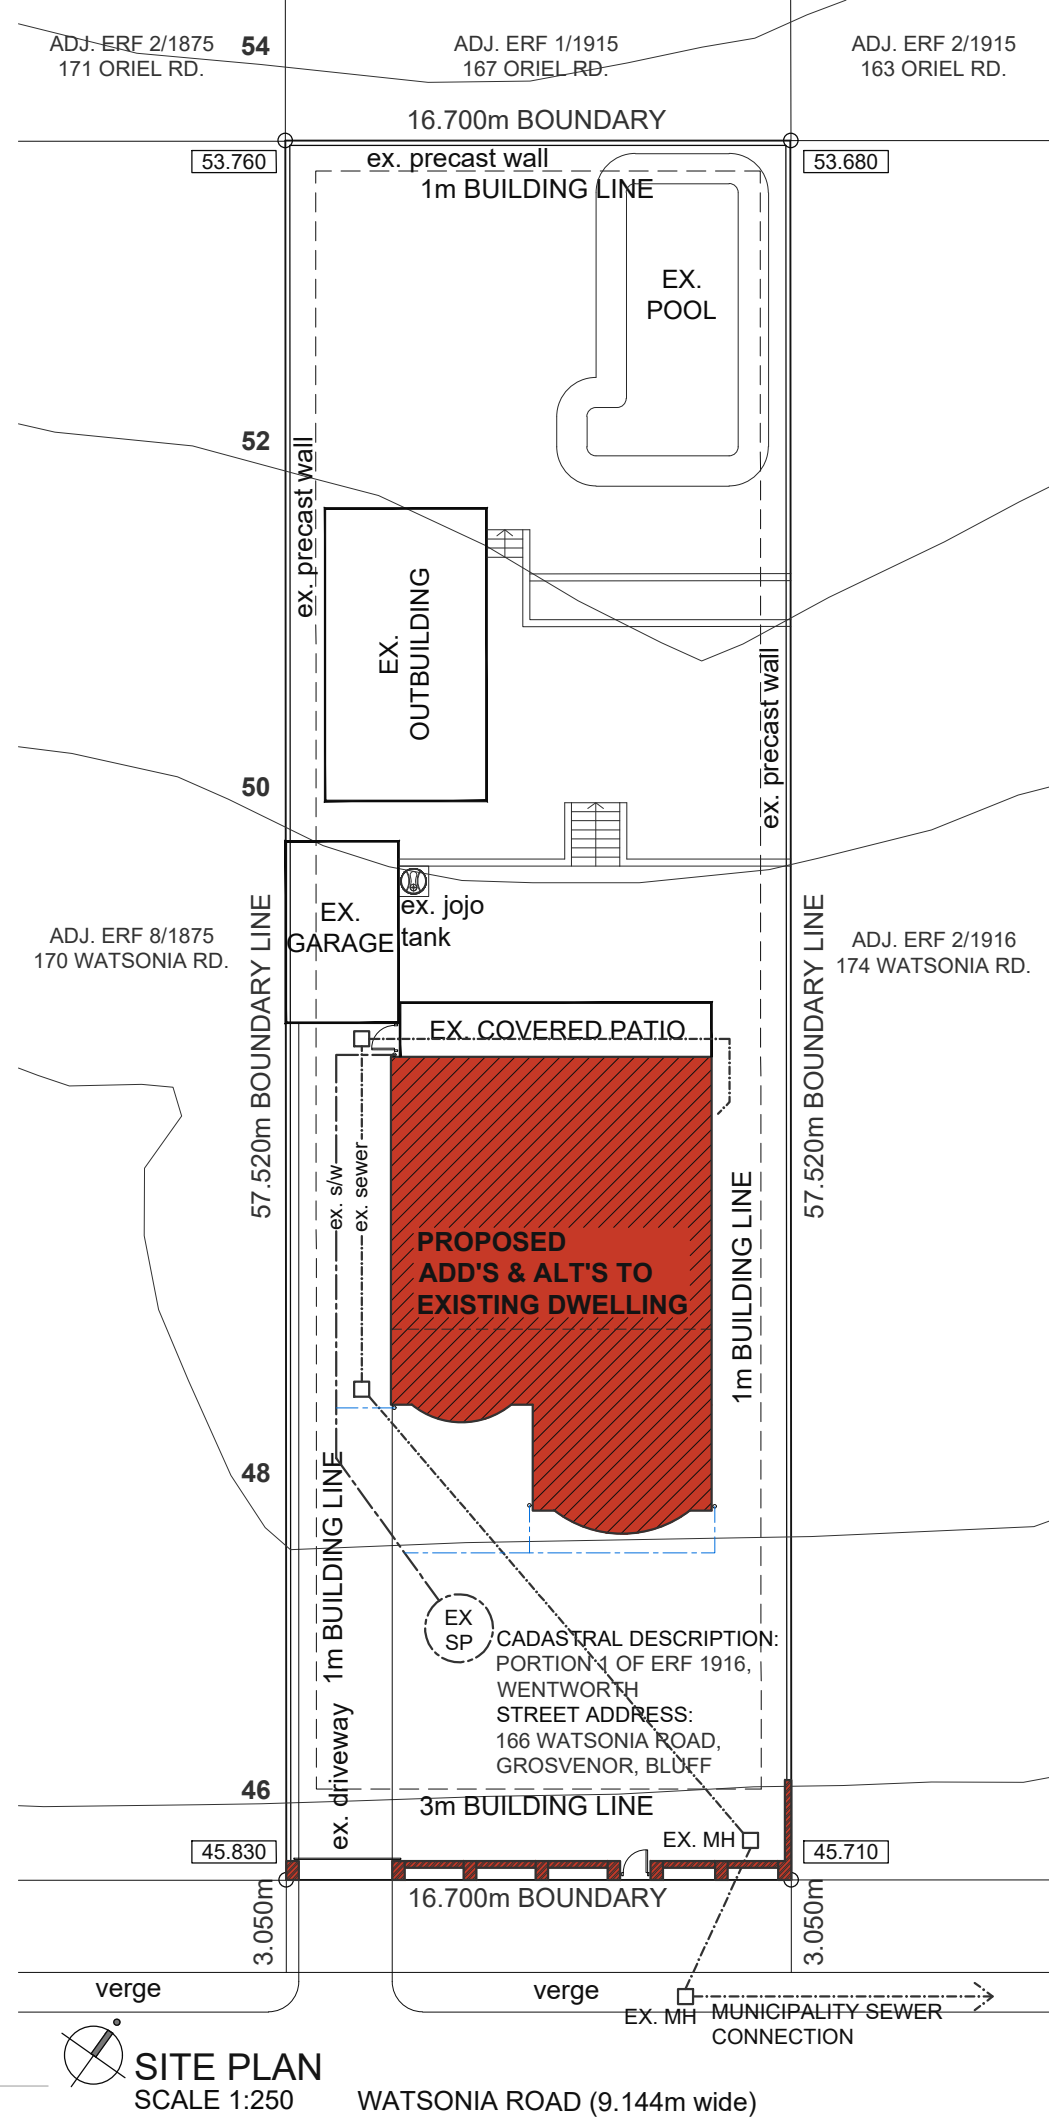 ADJ. ERF 2/1875
171 ORIEL RD.
54
ADJ. ERF 1/1915
167 ORIEL RD.
ADJ. ERF 2/1915
163 ORIEL RD.
16.700m BOUNDARY
53.760
ex. precast wall
53.680
1m BUILDING LINE
EX.
POOL
52
ex. precast wall
EX.
OUTBUILDING
ex. precast wall
50
EX.
GARAGE
ex. jojo
tank
57.520m BOUNDARY LINE
57.520m BOUNDARY LINE
ADJ. ERF 8/1875
170 WATSONIA RD.
ADJ. ERF 2/1916
174 WATSONIA RD.
EX. COVERED PATIO
ex. s/w
ex. sewer
1m BUILDING LINE
PROPOSED
ADD'S & ALT'S TO
EXISTING DWELLING
48
1m BUILDING LINE
EX
SP
CADASTRAL DESCRIPTION:
PORTION 1 OF ERF 1916,
WENTWORTH
STREET ADDRESS:
166 WATSONIA ROAD,
GROSVENOR, BLUFF
ex. driveway
46
3m BUILDING LINE
45.830
EX. MH
45.710
16.700m BOUNDARY
3.050m
3.050m
verge
verge
EX. MH
MUNICIPALITY SEWER
CONNECTION
SITE PLAN
SCALE 1:250
WATSONIA ROAD (9.144m wide)